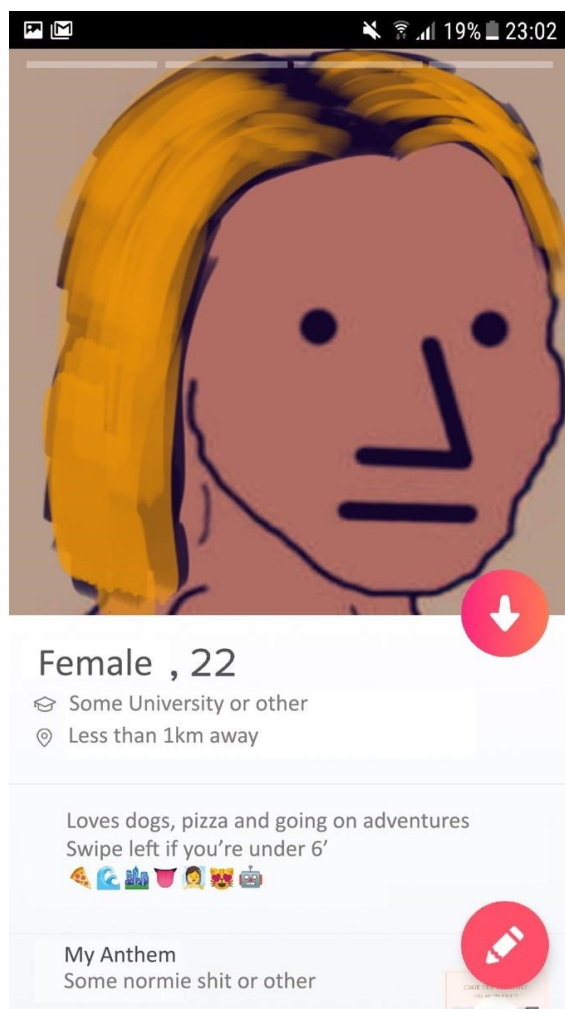 19% 23:02
Female , 22
Some University or other
Less than 1km away
Loves dogs, pizza and going on adventures
Swipe left if you're under 6'
My Anthem
Some normie shit or other